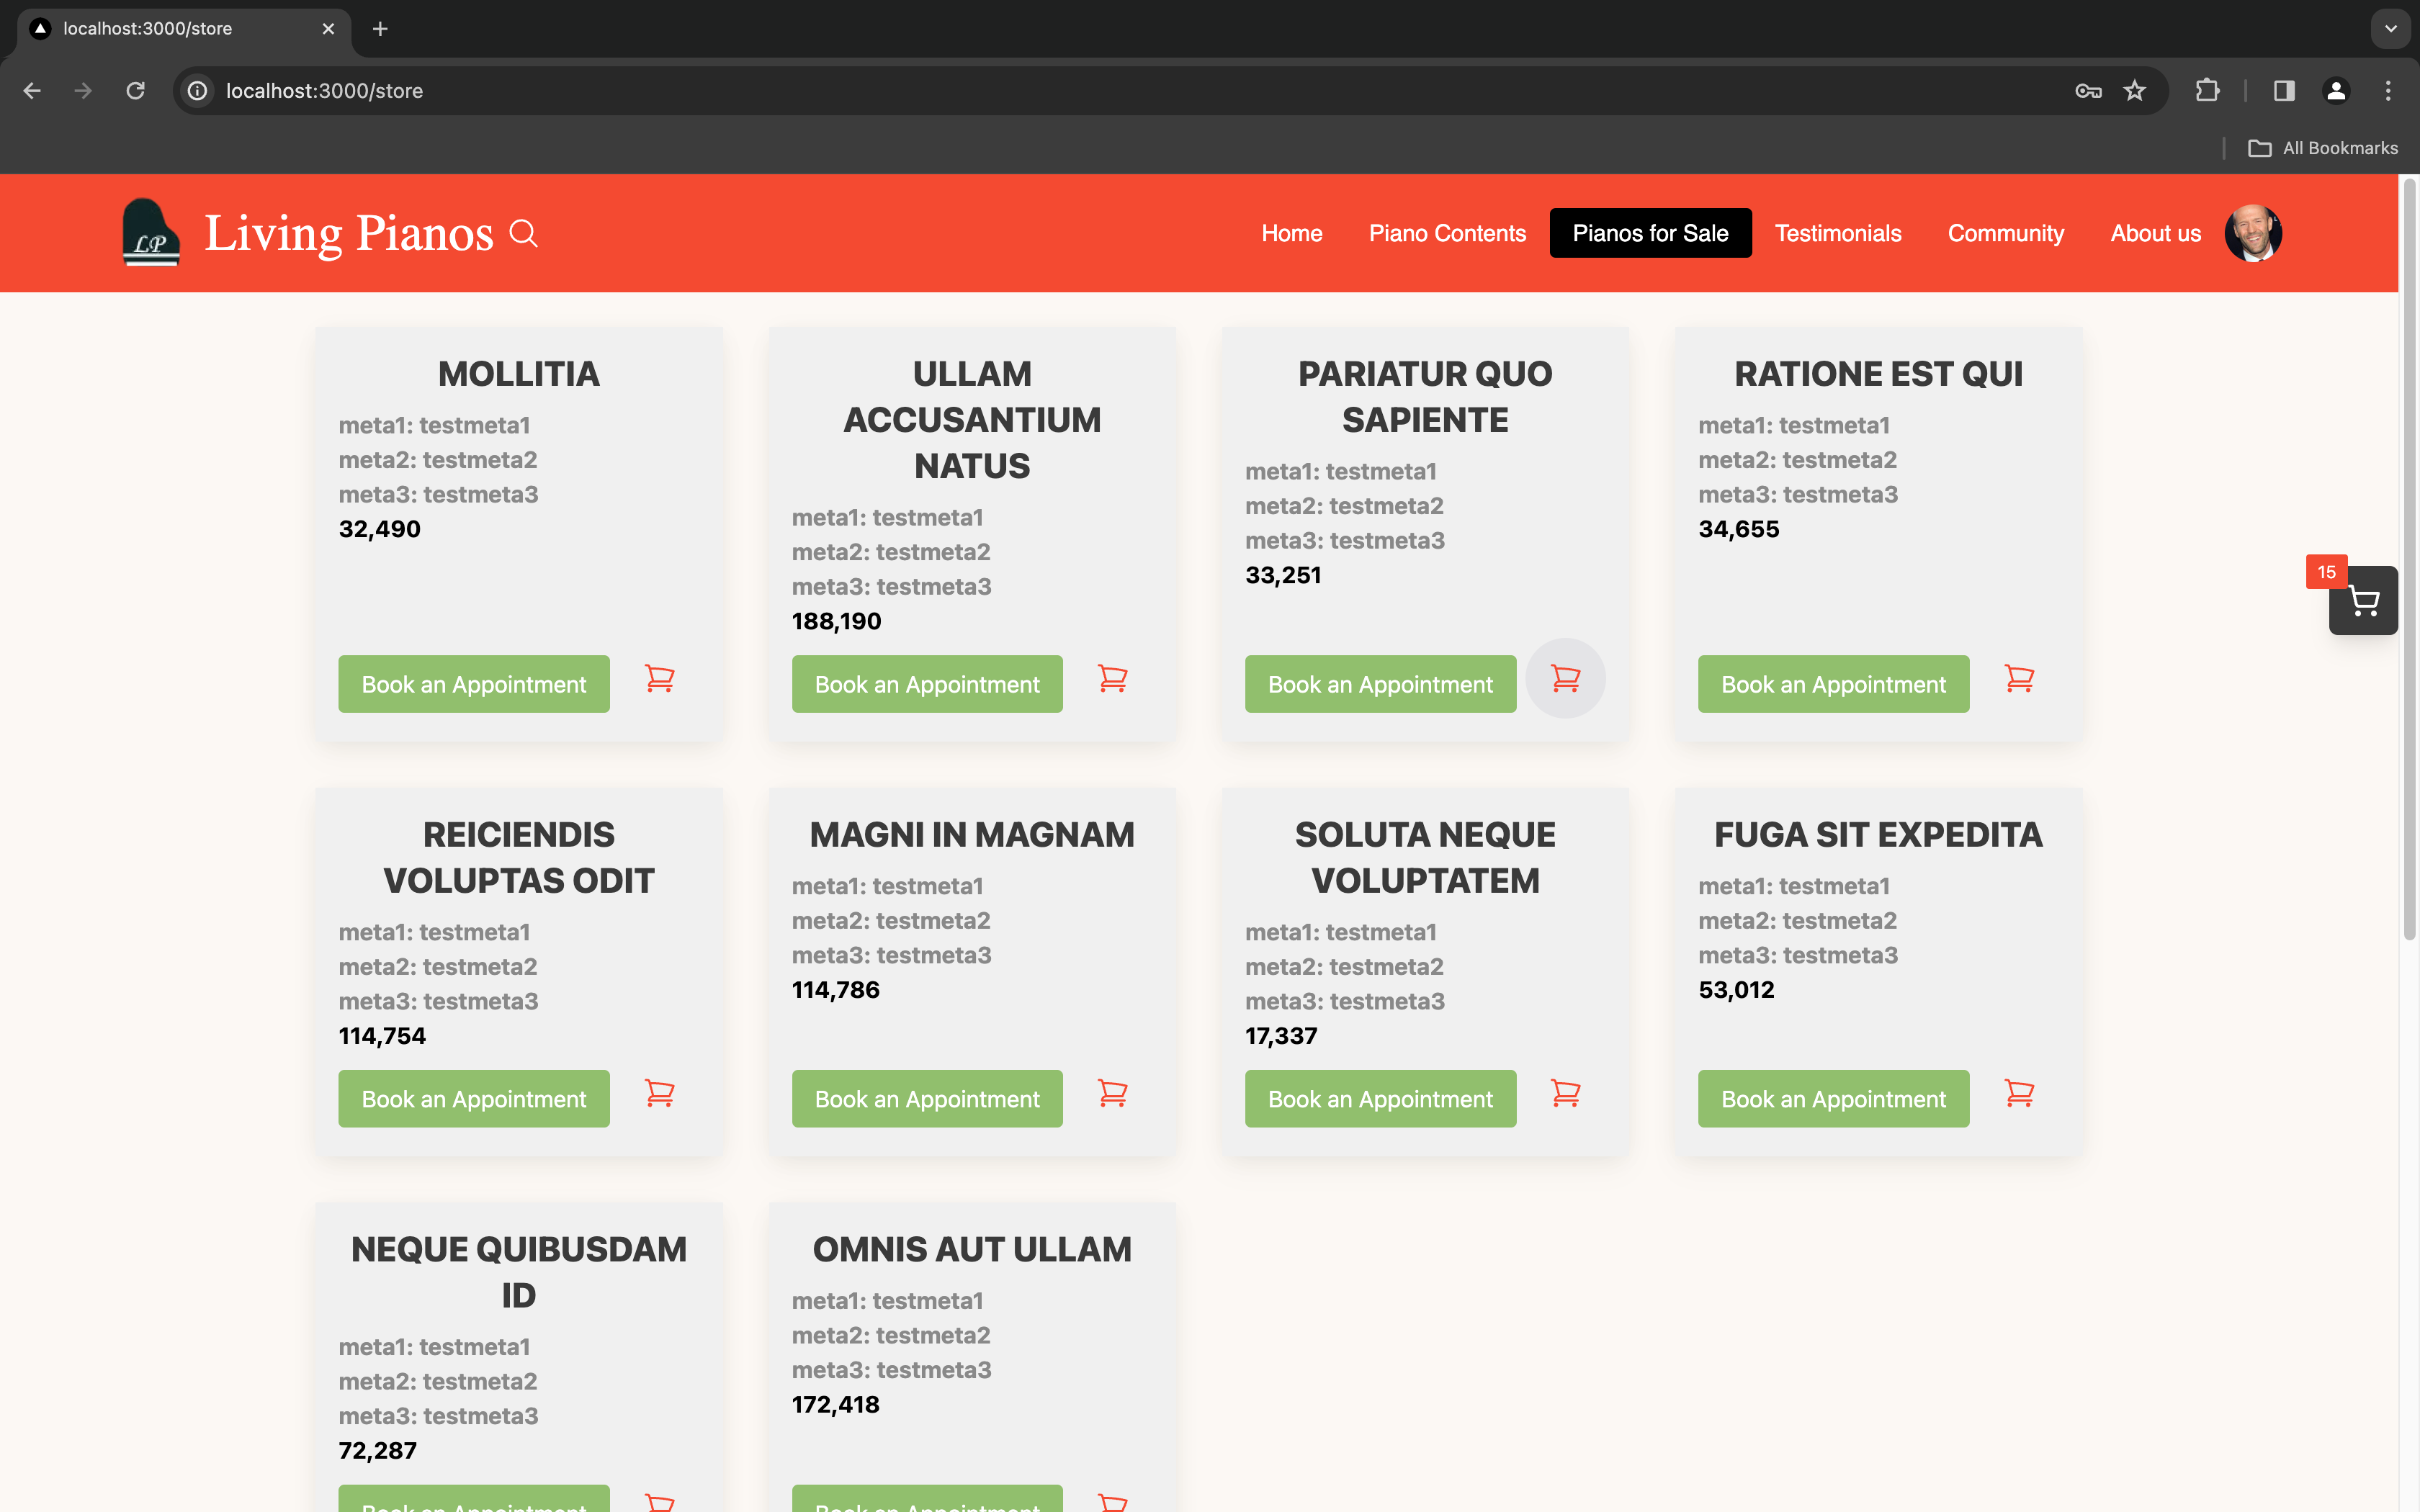 localhost:3000/store
localhost:3000/store
All Bookmarks
LP
Living Pianos
Home
Piano Contents
Pianos for Sale
Testimonials
Community
About us
MOLLITIA
meta1: testmeta1
meta2: testmeta2
meta3: testmeta3
32,490
Book an Appointment
ULLAM
ACCUSANTIUM
NATUS
meta1: testmeta1
meta2: testmeta2
meta3: testmeta3
188,190
Book an Appointment
PARIATUR QUO
SAPIENTE
meta1: testmeta1
meta2: testmeta2
meta3: testmeta3
33,251
Book an Appointment
RATIONE EST QUI
meta1: testmeta1
meta2: testmeta2
meta3: testmeta3
34,655
Book an Appointment
15
REICIENDIS
VOLUPTAS ODIT
meta1: testmeta1
meta2: testmeta2
meta3: testmeta3
114,754
Book an Appointment
MAGNI IN MAGNAM
meta1: testmeta1
meta2: testmeta2
meta3: testmeta3
114,786
Book an Appointment
SOLUTA NEQUE
VOLUPTATEM
meta1: testmeta1
meta2: testmeta2
meta3: testmeta3
17,337
Book an Appointment
FUGA SIT EXPEDITA
meta1: testmeta1
meta2: testmeta2
meta3: testmeta3
53,012
Book an Appointment
NEQUE QUIBUSDAM
ID
meta1: testmeta1
meta2: testmeta2
meta3: testmeta3
72,287
Book an Appointment
OMNIS AUT ULLAM
meta1: testmeta1
meta2: testmeta2
meta3: testmeta3
172,418
Book an Appointment